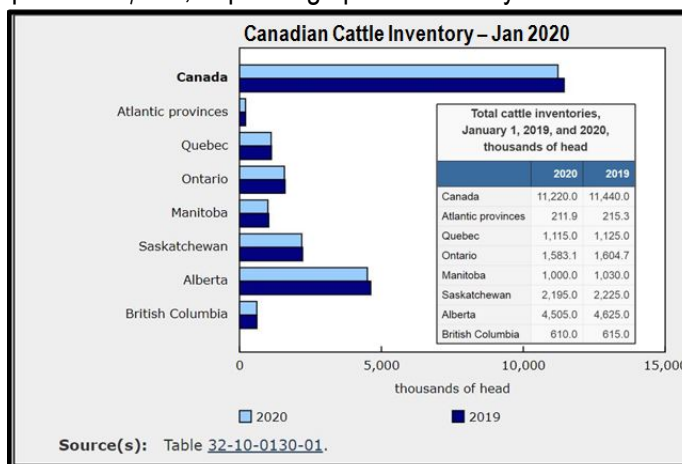 Canadian Cattle Inventory – Jan 2020
Canada
Atlantic provinces
Quebec
Ontario
Manitoba
Saskatchewan
Alberta
British Columbia
Total cattle inventories,
January 1, 2019, and 2020,
thousands of head
2020 2019
Canada 11,220.0 11,440.0
Atlantic provinces 211.9 215.3
Quebec 1,115.0 1,125.0
Ontario 1,583.1 1,604.7
Manitoba 1,000.0 1,030.0
Saskatchewan 2,195.0 2,225.0
Alberta 4,505.0 4,625.0
British Columbia 610.0 615.0
0 5,000 10,000 15,000
thousands of head
2020 2019
Source(s): Table 32-10-0130-01.